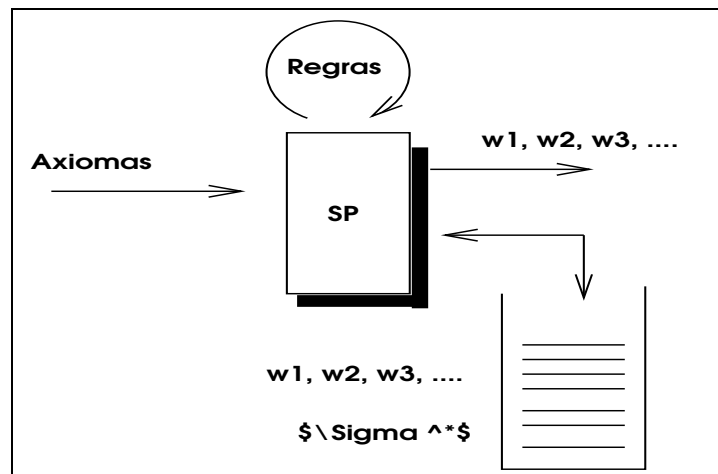 Regras
w1, w2, w3, ....
Axiomas
SP
w1, w2, w3, ....
$\Sigma ^*$